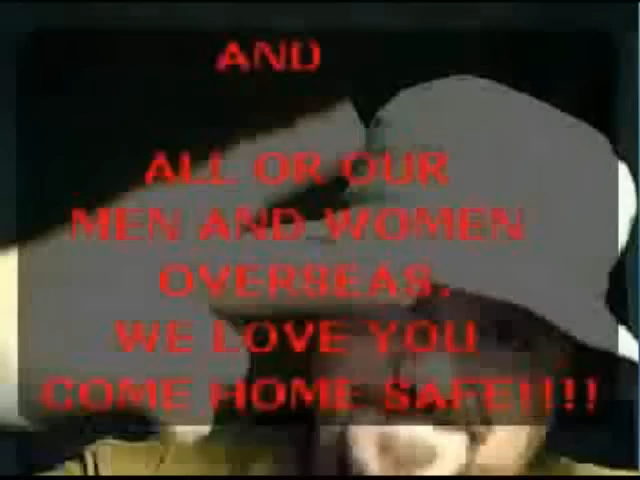 AND
ALL OR OUR
MEN AND WOMEN
OVERSEAS.
WE LOVE YOU
COME HOME SAFE!!!!